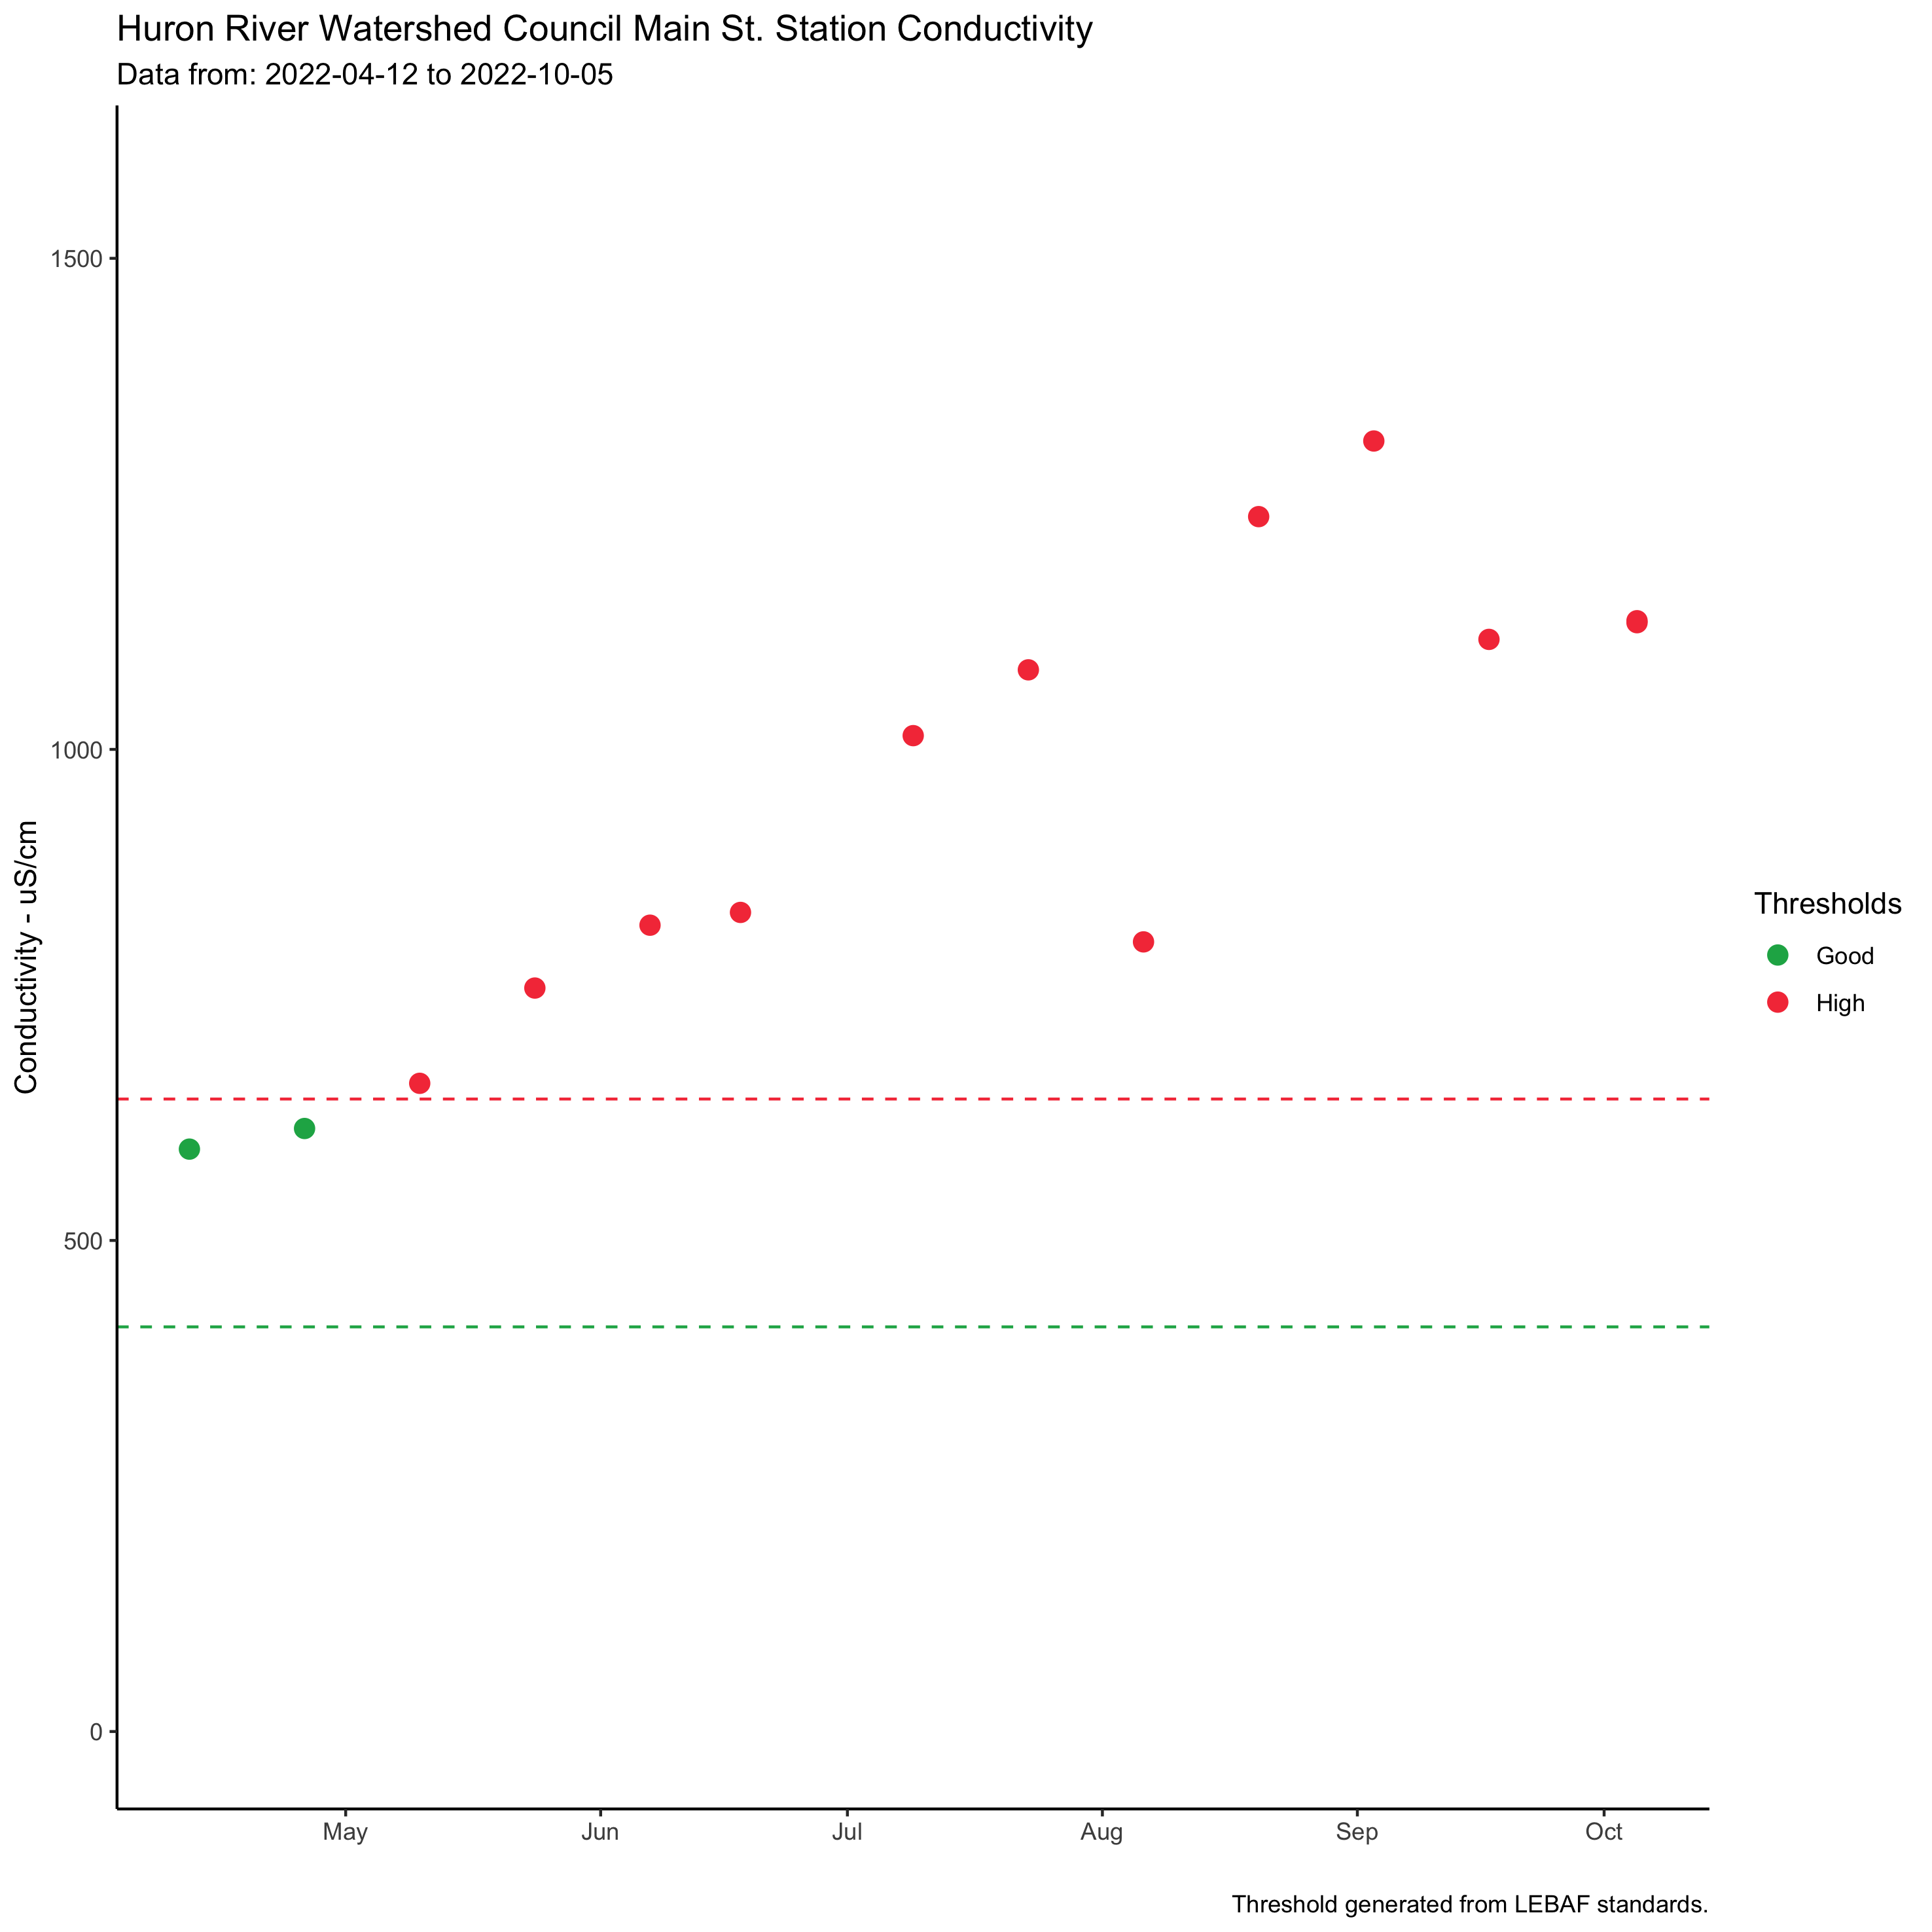 Huron River Watershed Council Main St. Station Conductivity
Data from: 2022-04-12 to 2022-10-05
1500
1000
500
0
Conductivity - uS/cm
May Jun Jul Aug Sep Oct
Thresholds
Good
High
Threshold generated from LEBAF standards.